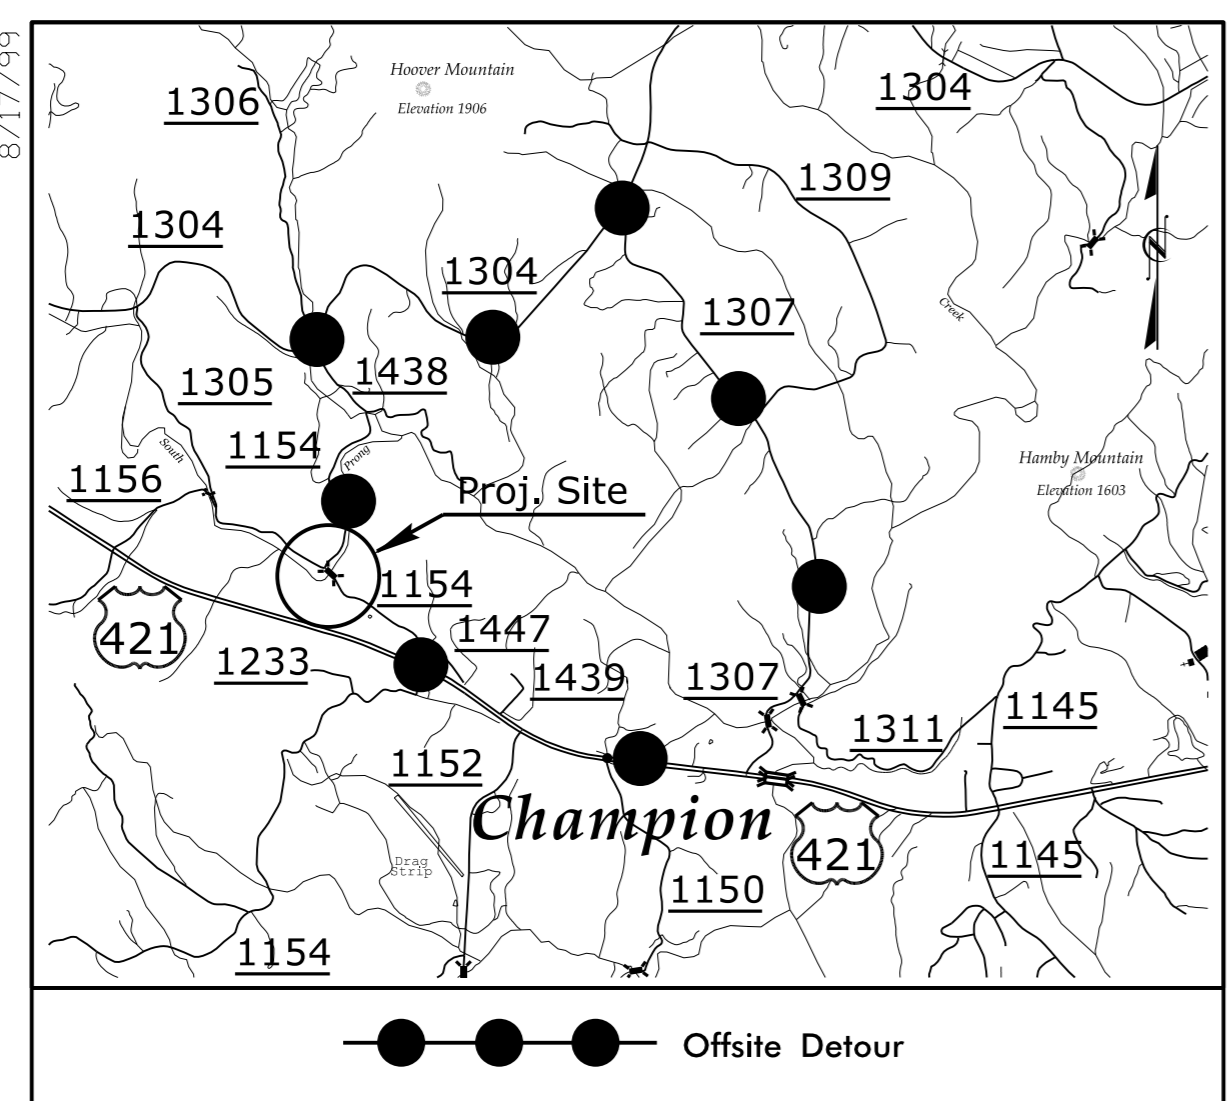 8/17/99
Hoover Mountain
Elevation 1906
1306
1304
1309
1304
1304
N
1307
Creek
1438
1305
1154
Prong
South
1156
Hamby Mountain
Elevation 1603
Proj. Site
1154
1447
421
1233
1439
1307
1145
1311
1152
Champion
421
1145
Drag
Strip
1150
1154
Offsite Detour